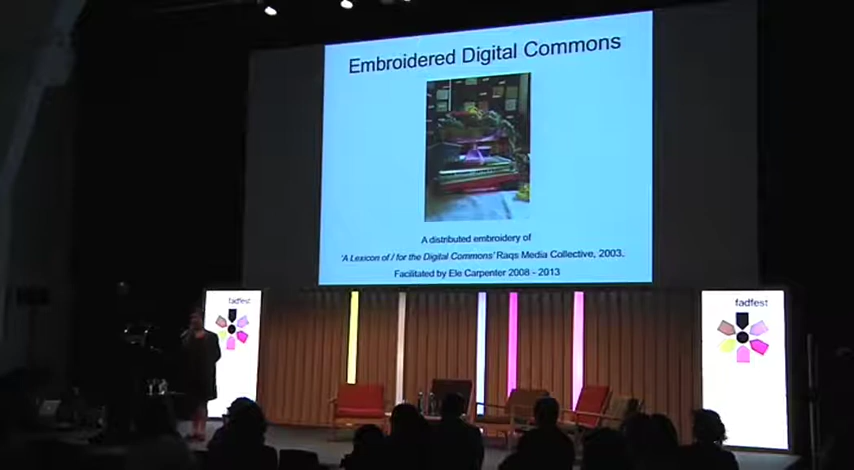 Embroidered Digital Commons
A distributed embroidery of
'A Lexicon of / for the Digital Commons' Raqs Media Collective, 2003.
Facilitated by Ele Carpenter 2008 - 2013
fadfest
fadfest